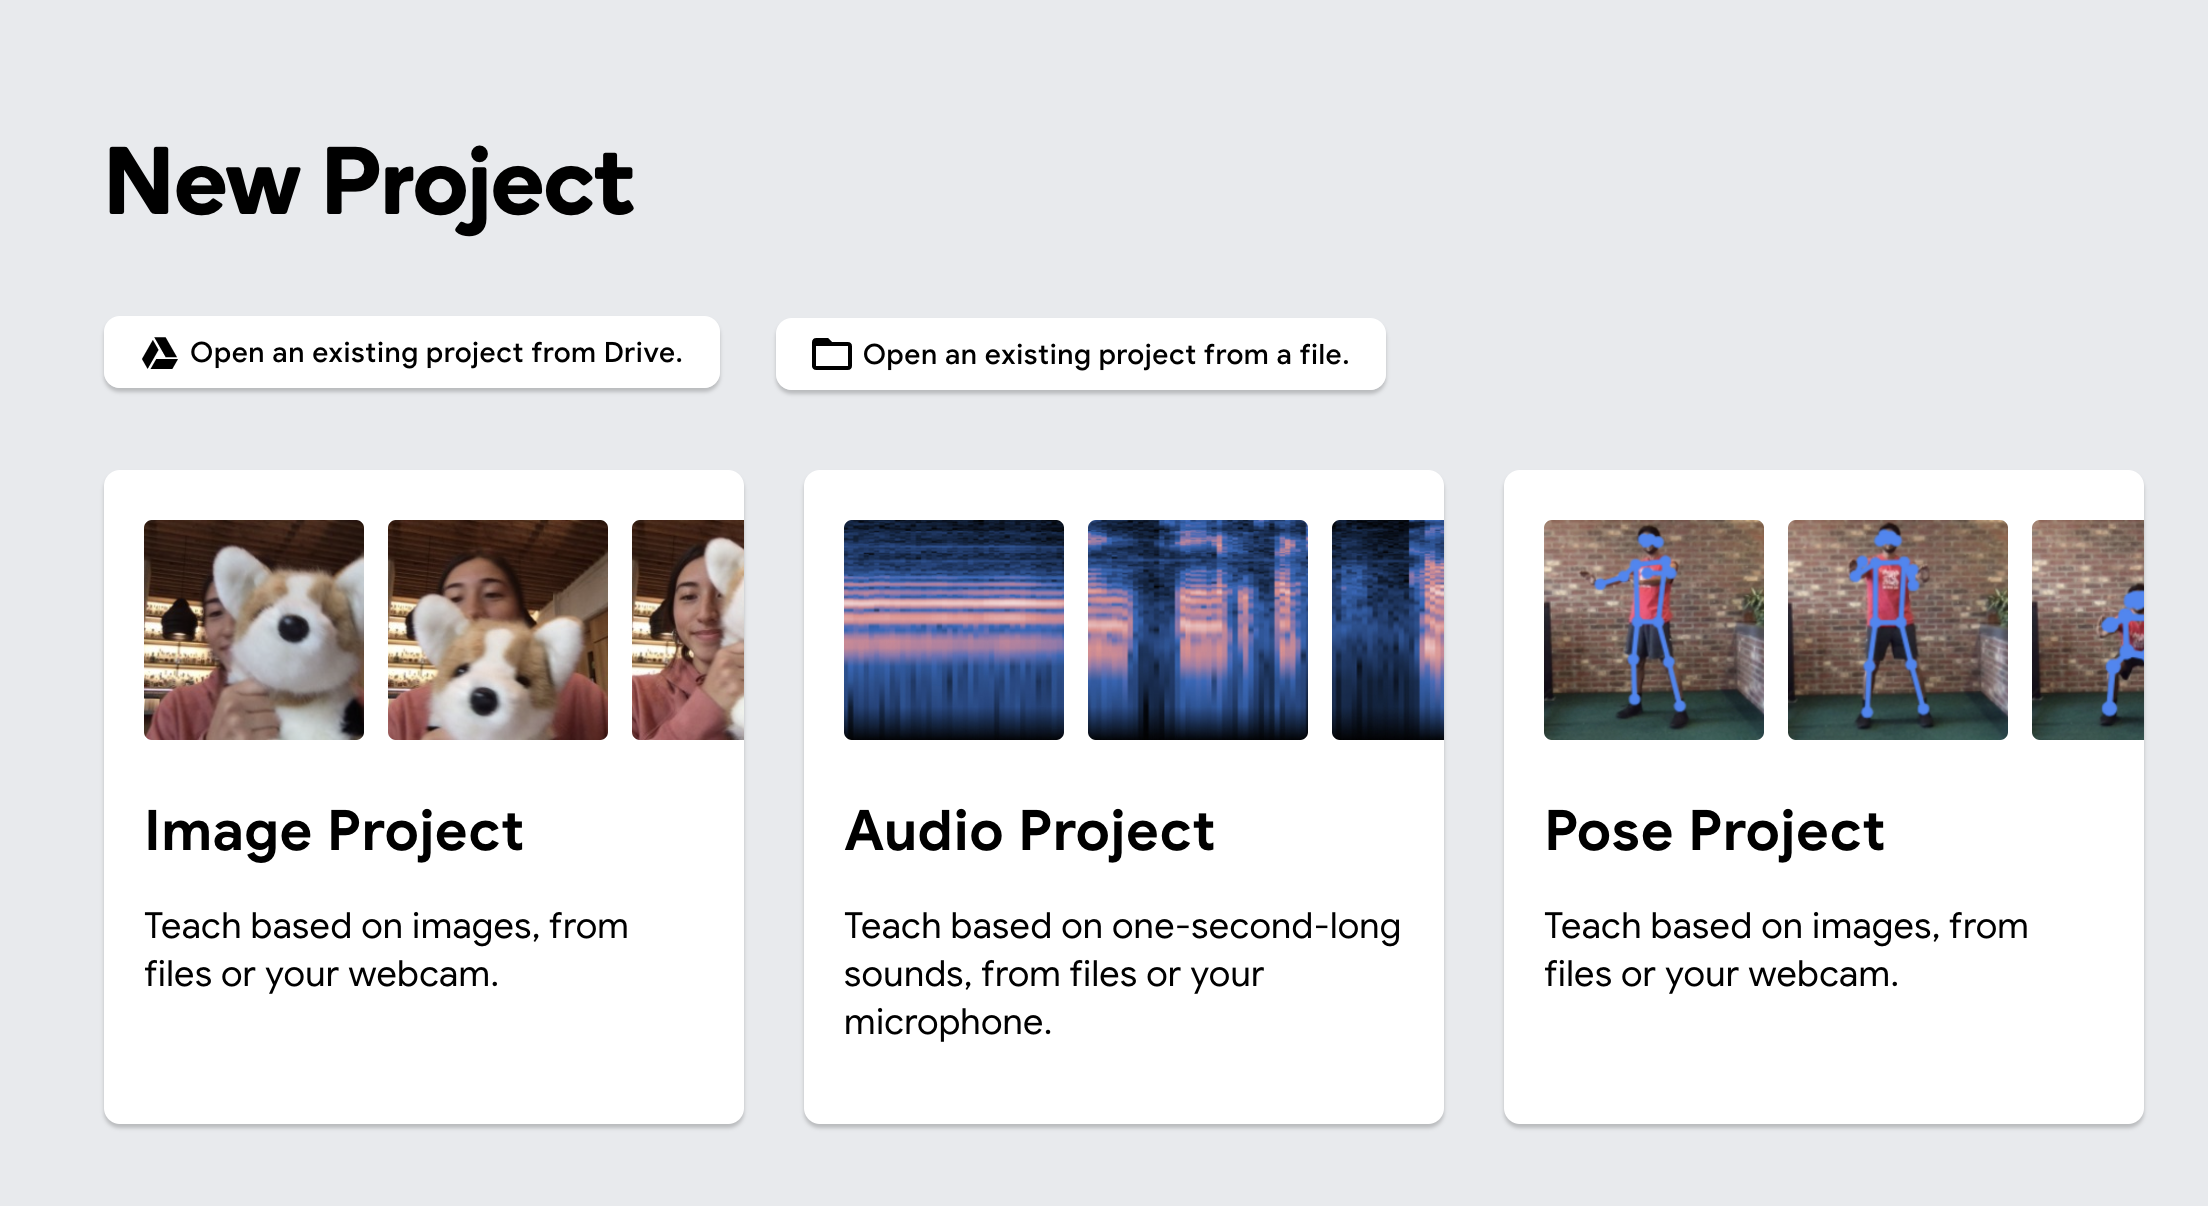 New Project
Open an existing project from Drive.
Open an existing project from a file.
Image Project
Teach based on images, from
files or your webcam.
Audio Project
Teach based on one-second-long
sounds, from files or your
microphone.
Pose Project
Teach based on images, from
files or your webcam.